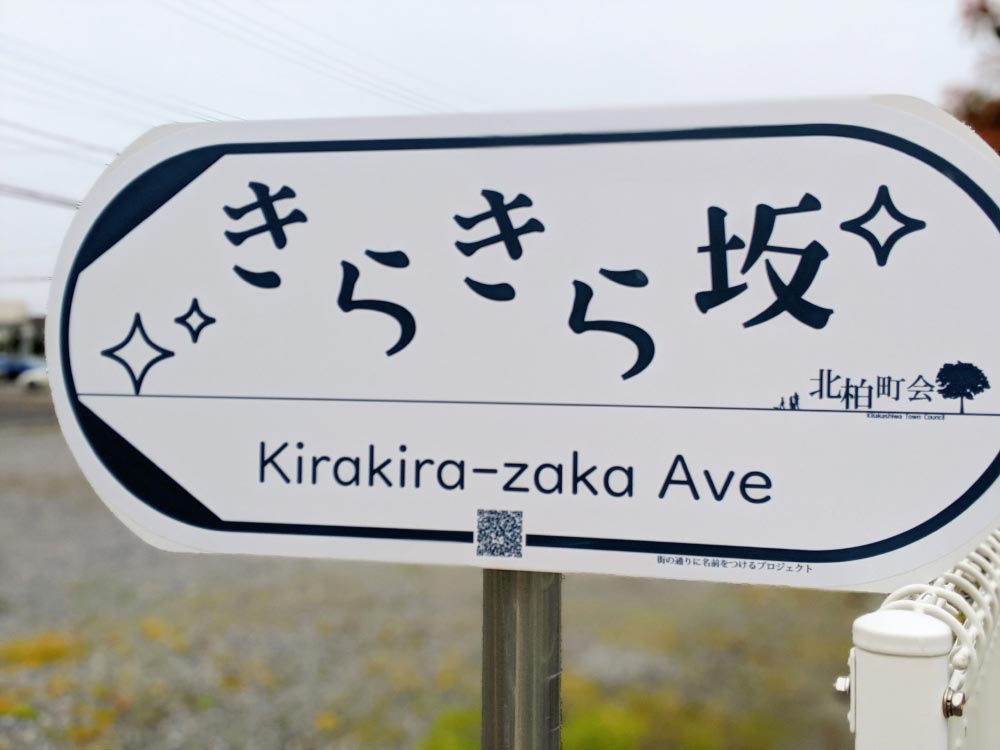 きらきら坂
北柏町会
Kitakashiwa Town Council
Kirakira-zaka Ave
街の通りに名前をつけるプロジェクト